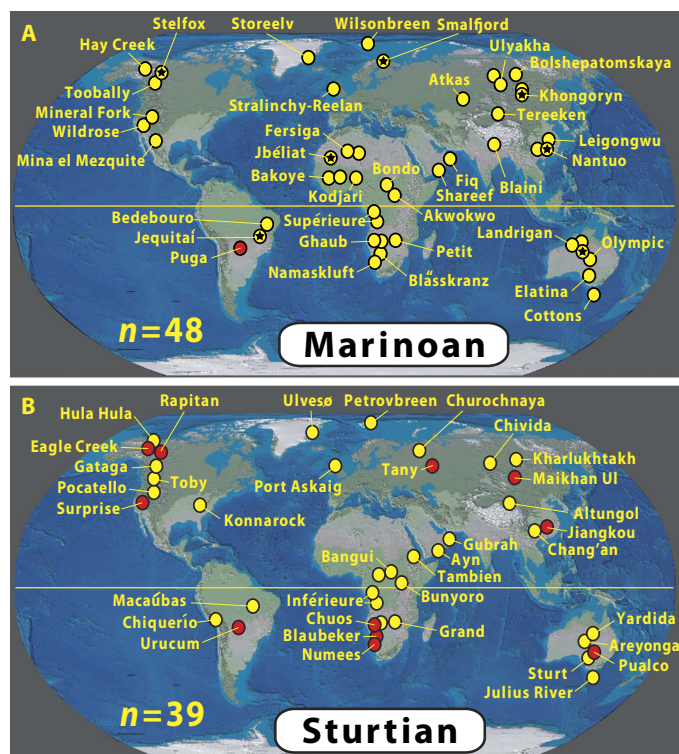 A
Stelfox
Storeelv
Wilsonbreen
Smalfjord
Hay Creek
Ulyakha
Bolshepatomskaya
Toobally
Stralinchy-Reelan
Atkas
Khongoryn
Mineral Fork
Tereeken
Wildrose
Fersiga
Leigongwu
Mina el Mezquite
Jbéliat
Bondo
Nantuo
Bakoye
Fiq
Blaini
Kodjari
Shareef
Bedebouro
Supérieure
Akwokwo
Jequitaí
Ghaub
Petit
Landrigan
Olympic
Puga
Namaskluft
Blässkranz
Elatina
Cottons
n=48
Marinoan
B
Rapitan
Ulvesø
Petrovbreen
Churochnaya
Hula Hula
Chivida
Eagle Creek
Kharlukhtakh
Gataga
Toby
Port Askaig
Tany
Maikhan Ul
Pocatello
Altungol
Surprise
Konnarock
Jiangkou
Gubrah
Chang'an
Bangui
Ayn
Tambien
Macaúbas
Inférieure
Bunyoro
Chiquerío
Chuos
Grand
Yardida
Urucum
Blaubeker
Areyonga
Numees
Pualco
Sturt
Julius River
n=39
Sturtian